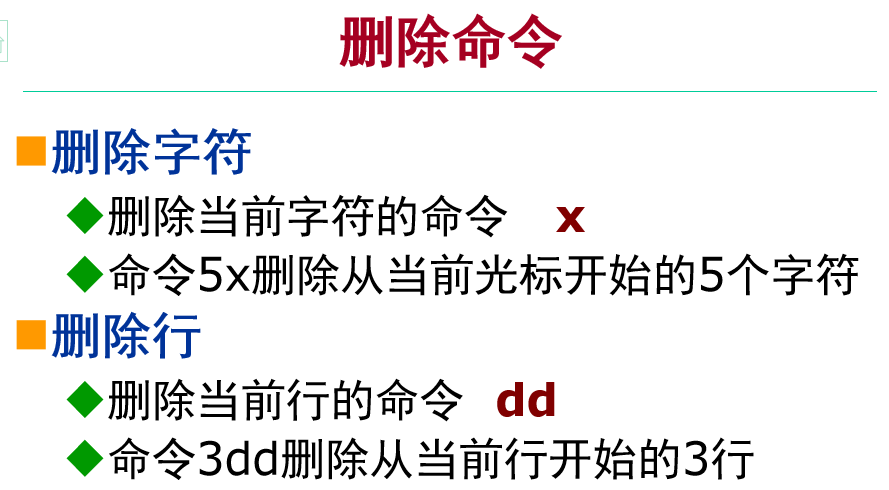 删除命令
删除字符
删除当前字符的命令 x
命令5x删除从当前光标开始的5个字符
删除行
删除当前行的命令 dd
命令3dd删除从当前行开始的3行